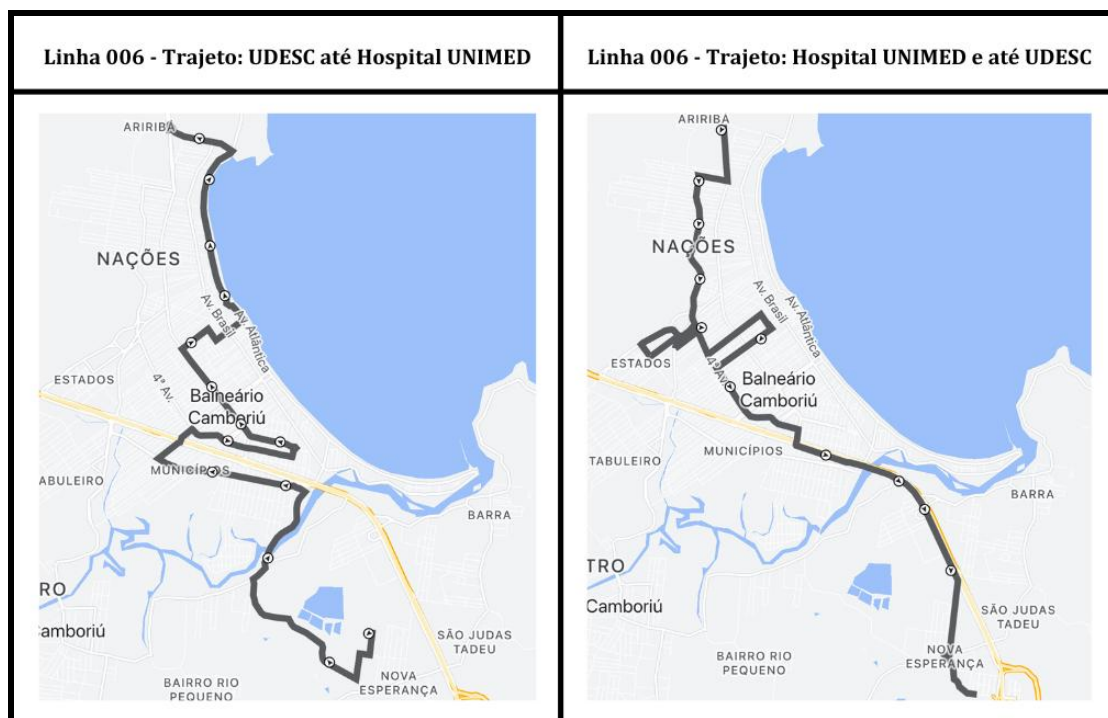 Linha 006 - Trajeto: UDESC até Hospital UNIMED
ARIRIBÁ
NAÇÕES
Av. Brasil
Av. Atlântica
ESTADOS
4ª Av.
Balneário
Camboriú
MUNICÍPIOS
TABULEIRO
BARRA
RO
Camboriú
SÃO JUDAS
TADEU
BAIRRO RIO
PEQUENO
NOVA
ESPERANÇA
Linha 006 - Trajeto: Hospital UNIMED e até UDESC
ARIRIBÁ
NAÇÕES
Av. Brasil
Av. Atlântica
ESTADOS
4ª Av.
Balneário
Camboriú
MUNICÍPIOS
TABULEIRO
BARRA
TRO
Camboriú
SÃO JUDAS
TADEU
NOVA
ESPERANÇA
BAIRRO RIO
PEQUENO